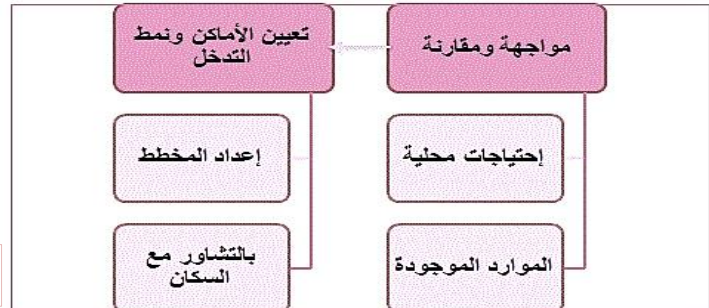 مواجهة ومقارنة
إحتياجات محلية
الموارد الموجودة
تعيين الأماكن ونمط
التدخل
إعداد المخطط
بالتشاور مع
السكان